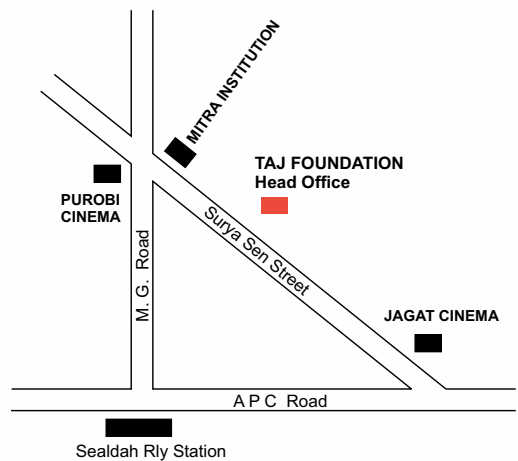 MITRA INSTITUTION
TAJ FOUNDATION
Head Office
PUROBI
CINEMA
Surya Sen Street
M. G. Road
JAGAT CINEMA
A P C Road
Sealdah Rly Station